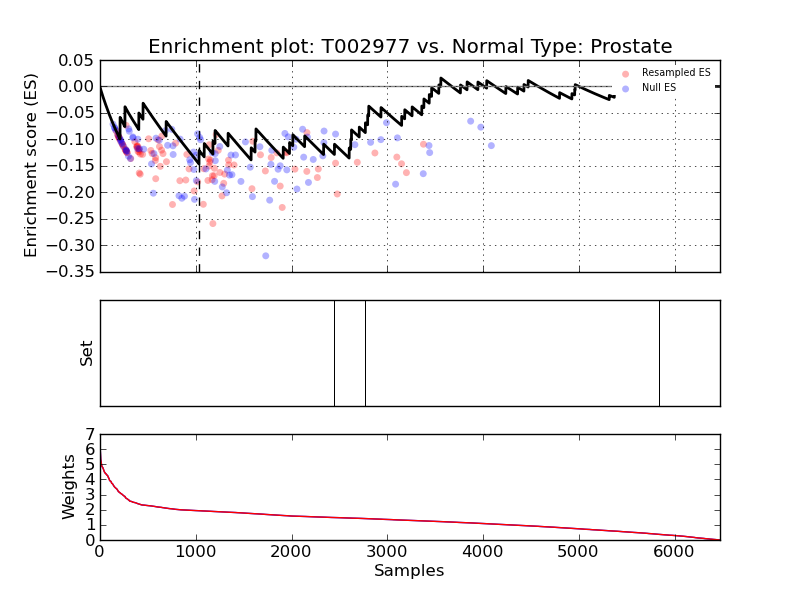 Enrichment plot: T002977 vs. Normal Type: Prostate
Enrichment score (ES)
0.05
0.00
−0.05
−0.10
−0.15
−0.20
−0.25
−0.30
−0.35
Resampled ES
Null ES
Set
Weights
7
6
5
4
3
2
1
0
0 1000 2000 3000 4000 5000 6000
Samples